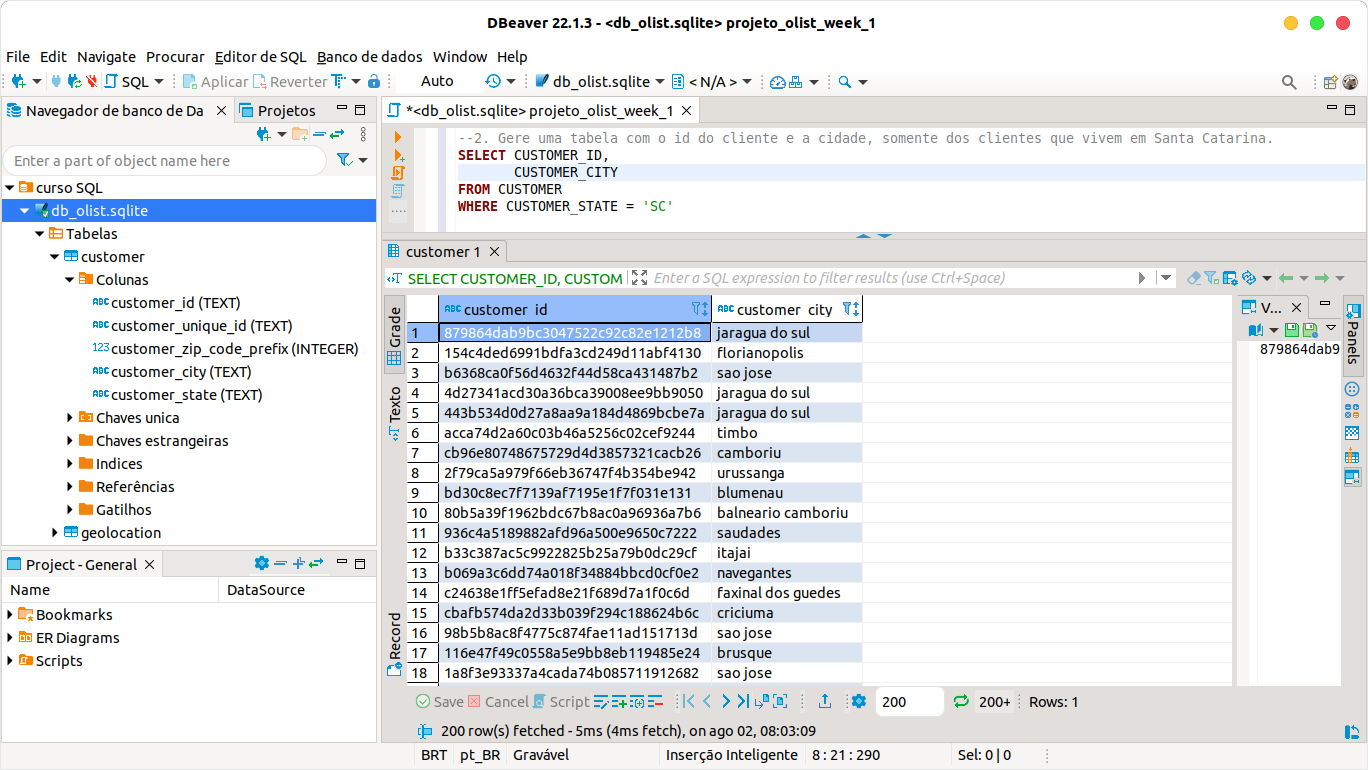 DBeaver 22.1.3 - <db_olist.sqlite> projeto_olist_week_1
File Edit Navigate Procurar Editor de SQL Banco de dados Window Help
SQL Aplicar Reverter Auto db_olist.sqlite < N/A >
Navegador de banco de Da Projetos
Enter a part of object name here
curso SQL
db_olist.sqlite
Tabelas
customer
Colunas
ABC customer_id (TEXT)
ABC customer_unique_id (TEXT)
123 customer_zip_code_prefix (INTEGER)
ABC customer_city (TEXT)
ABC customer_state (TEXT)
Chaves unica
Chaves estrangeiras
Indices
Referências
Gatilhos
geolocation
Project - General
Name DataSource
Bookmarks
ER Diagrams
Scripts
*<db_olist.sqlite> projeto_olist_week_1
--2. Gere uma tabela com o id do cliente e a cidade, somente dos clientes que vivem em Santa Catarina.
SELECT CUSTOMER_ID,
CUSTOMER_CITY
FROM CUSTOMER
WHERE CUSTOMER_STATE = 'SC'
customer 1
SELECT CUSTOMER_ID, CUSTOM Enter a SQL expression to filter results (use Ctrl+Space)
Grade
Texto
Record
ABC customer_id ABC customer_city
1 879864dab9bc3047522c92c82e1212b8 jaragua do sul
2 154c4ded6991bdfa3cd249d11abf4130 florianopolis
3 b6368ca0f56d4632f44d58ca431487b2 sao jose
4 4d27341acd30a36bca39008ee9bb9050 jaragua do sul
5 443b534d0d27a8aa9a184d4869bcbe7a jaragua do sul
6 acca74d2a60c03b46a5256c02cef9244 timbo
7 cb96e80748675729d4d3857321cacb26 camboriu
8 2f79ca5a979f66eb36747f4b354be942 urussanga
9 bd30c8ec7f7139af7195e1f7f031e131 blumenau
10 80b5a39f1962bdc67b8ac0a96936a7b6 balneario camboriu
11 936c4a5189882afd96a500e9650c7222 saudades
12 b33c387ac5c9922825b25a79b0dc29cf itajai
13 b069a3c6dd74a018f34884bbcd0cf0e2 navegantes
14 c24638e1ff5efad8e21f689d7a1f0c6d faxinal dos guedes
15 cbafb574da2d33b039f294c188624b6c criciuma
16 98b5b8ac8f4775c874fae11ad151713d sao jose
17 116e47f49c0558a5e9bb8eb119485e24 brusque
18 1a8f3e93337a4cada74b085711912682 sao jose
V...
879864dab9
Panels
Save Cancel Script 200 200+ Rows: 1
200 row(s) fetched - 5ms (4ms fetch), on ago 02, 08:03:09
BRT pt_BR Gravável Inserção Inteligente 8 : 21 : 290 Sel: 0 | 0